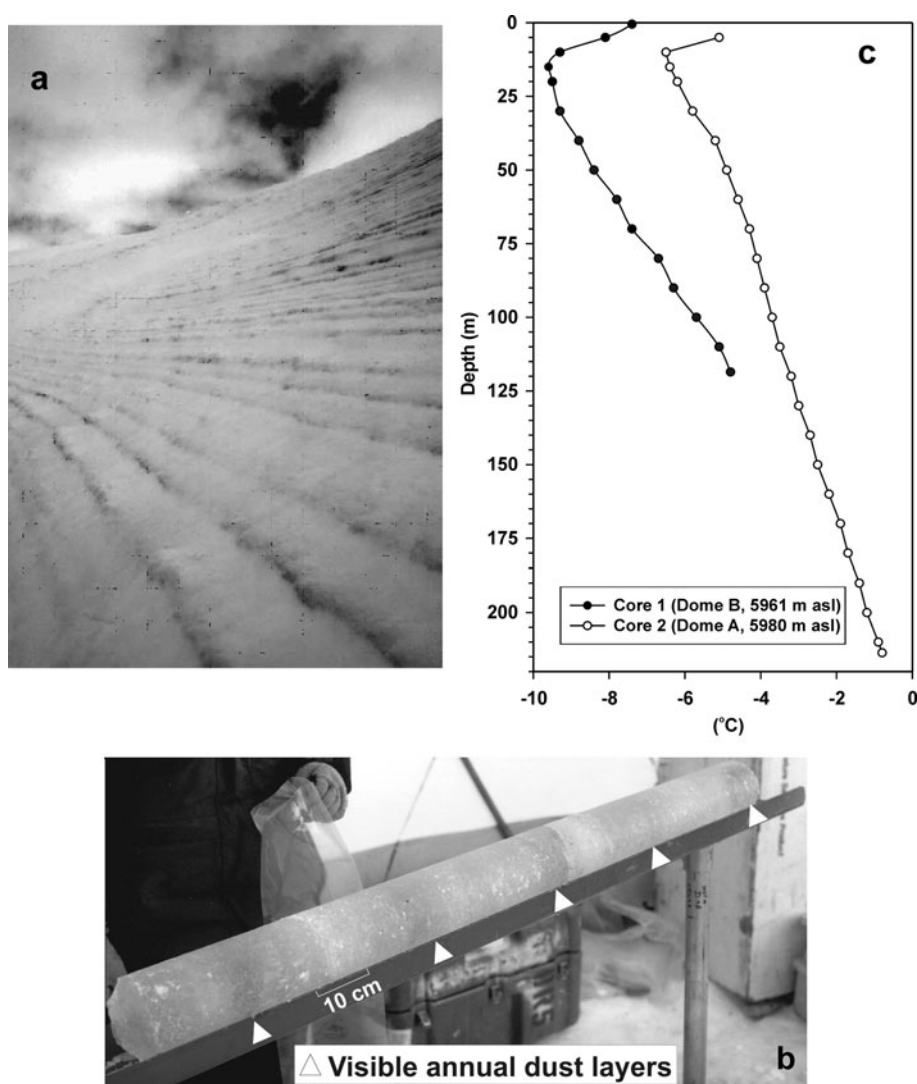 a
c
0
25
50
75
100
125
150
175
200
Depth (m)
Core 1 (Dome B, 5961 m asl)
Core 2 (Dome A, 5980 m asl)
-10
-8
-6
-4
-2
0
(°C)
10 cm
△ Visible annual dust layers
b